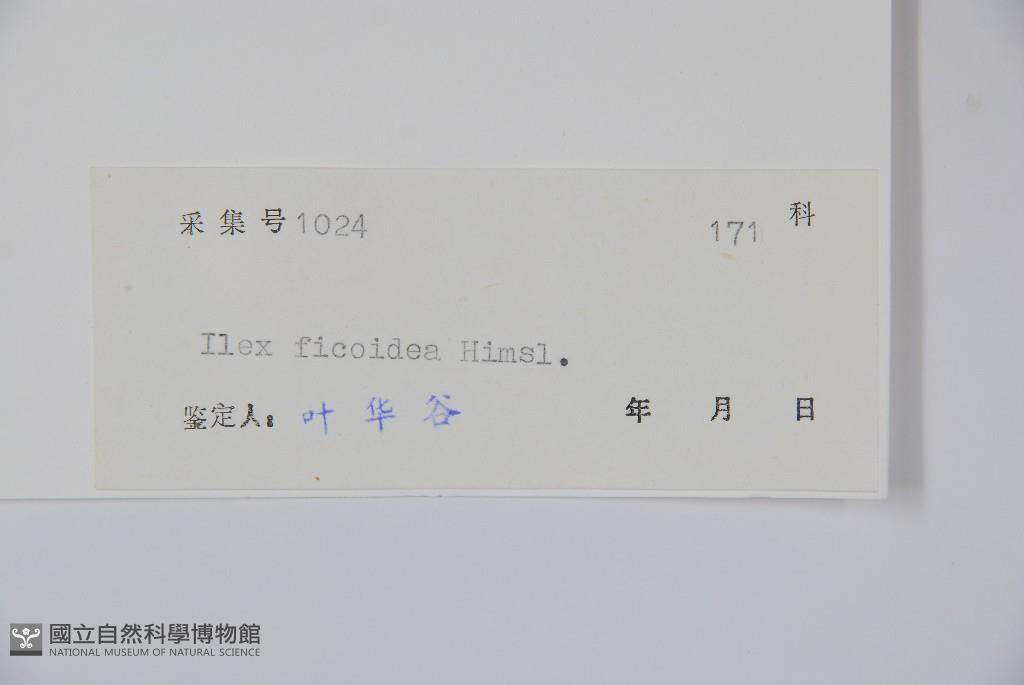 采集号1024 171 科
Ilex ficoidea Himsl.
鉴定人: 叶华谷 年 月 日
國立自然科學博物館
NATIONAL MUSEUM OF NATURAL SCIENCE